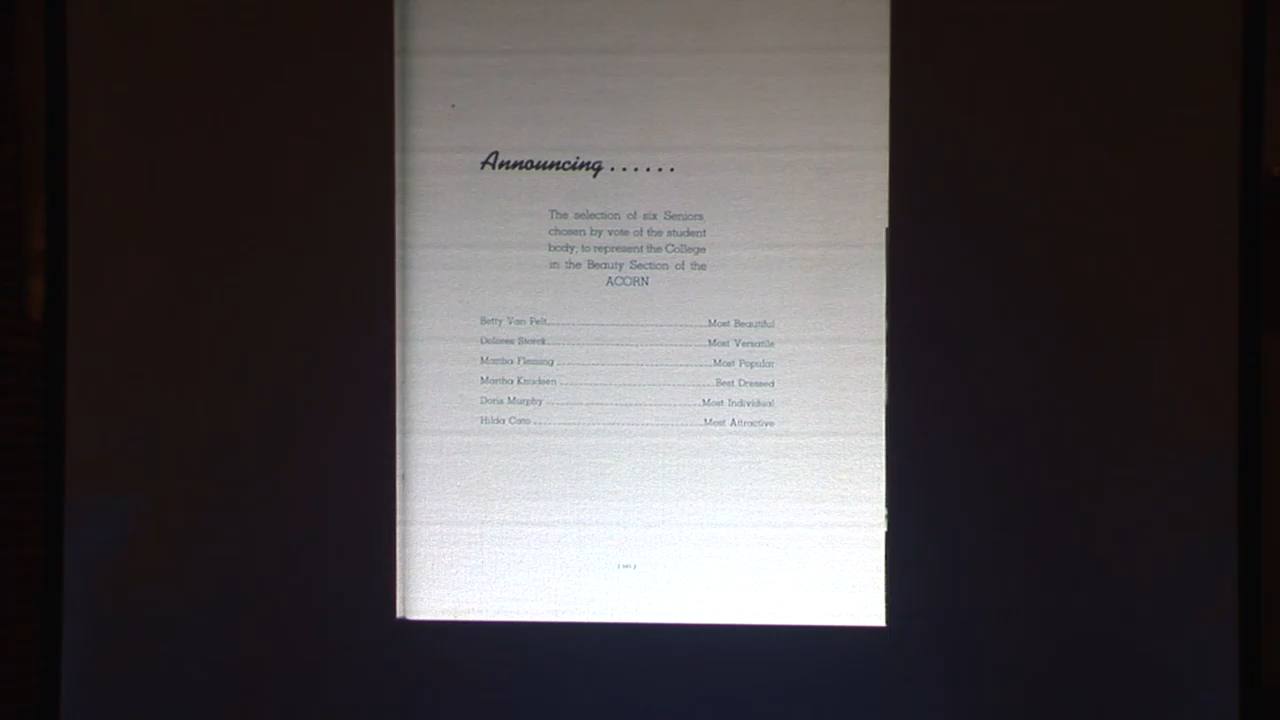 Announcing ......
The selection of six Seniors
chosen by vote of the student
body, to represent the College
in the Beauty Section of the
ACORN
Betty Van Pelt Most Beautiful
Dolores Storek Most Versatile
Martha Fleming Most Popular
Martha Knudsen Best Dressed
Doris Murphy Most Individual
Hilda Cato Most Attractive